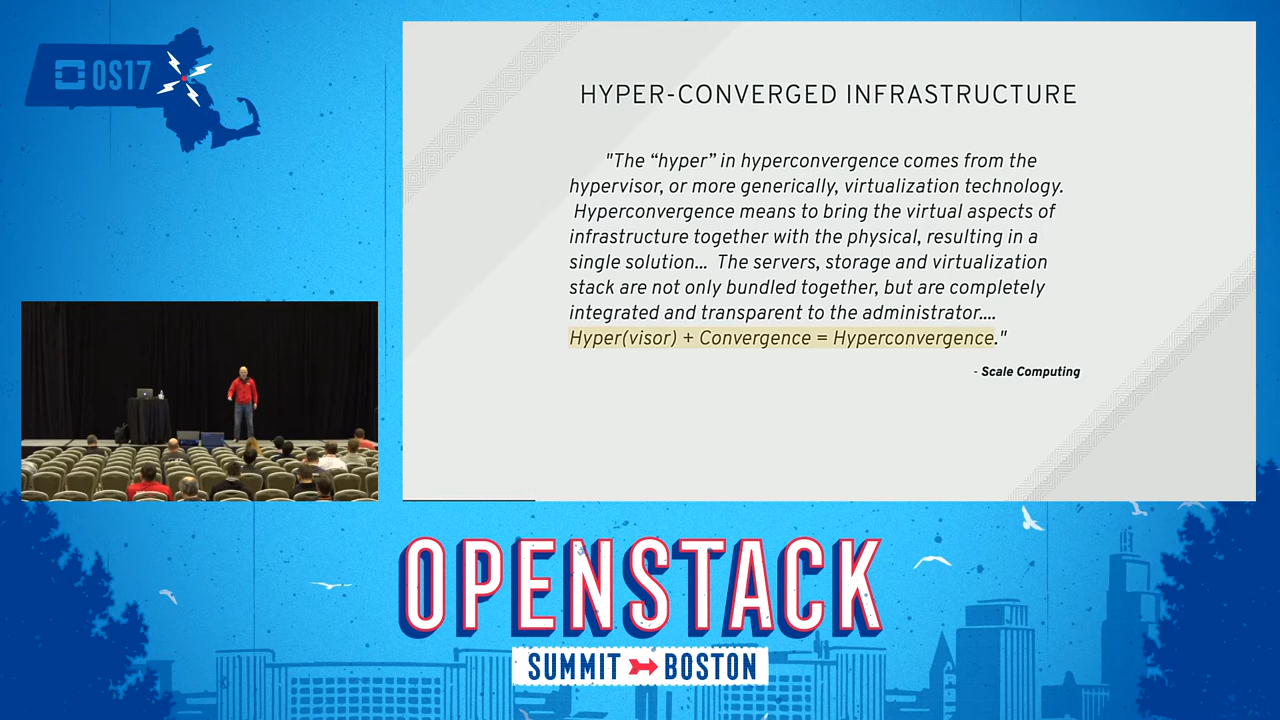 OS17
HYPER-CONVERGED INFRASTRUCTURE
"The “hyper” in hyperconvergence comes from the
hypervisor, or more generically, virtualization technology.
Hyperconvergence means to bring the virtual aspects of
infrastructure together with the physical, resulting in a
single solution... The servers, storage and virtualization
stack are not only bundled together, but are completely
integrated and transparent to the administrator....
Hyper(visor) + Convergence = Hyperconvergence."
- Scale Computing
OPENSTACK
SUMMIT BOSTON